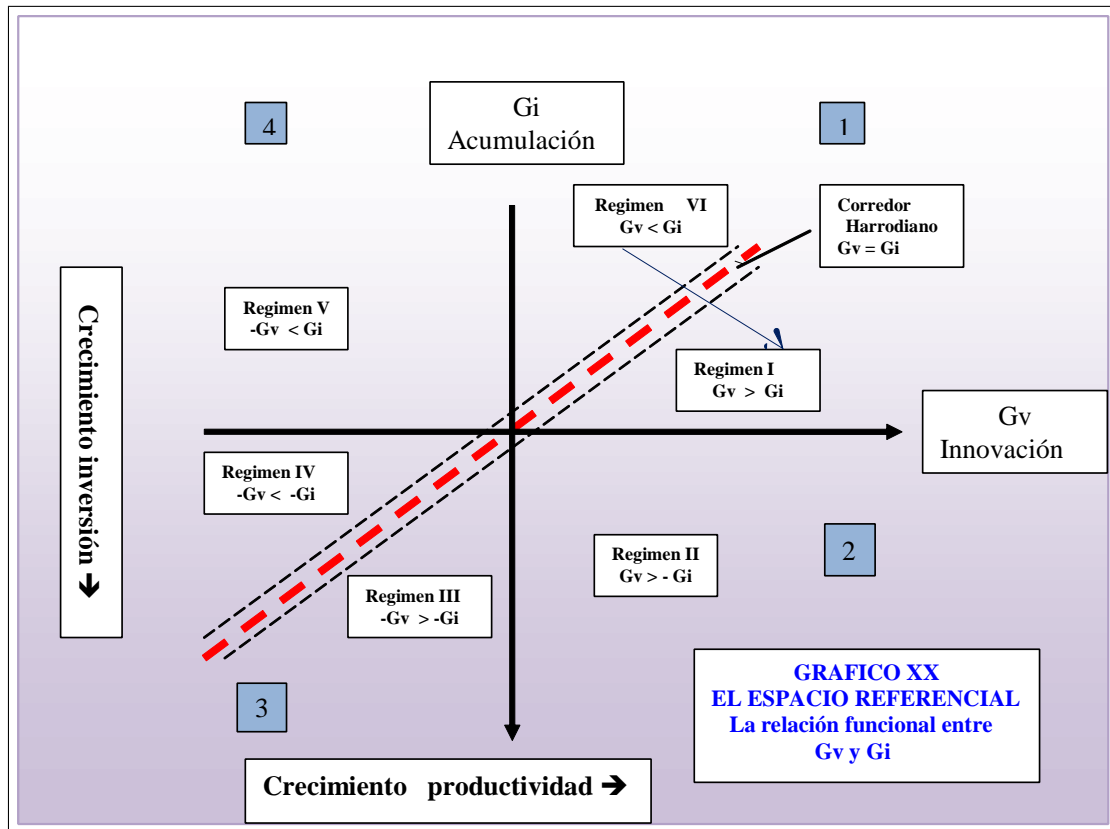 4
Gi
Acumulación
1
Regimen VI
Gv < Gi
Corredor
Harrodiano
Gv = Gi
Crecimiento inversión →
Regimen V
-Gv < Gi
Regimen I
Gv > Gi
Gv
Innovación
Regimen IV
-Gv < -Gi
2
Regimen II
Gv > - Gi
Regimen III
-Gv > -Gi
3
GRAFICO XX
EL ESPACIO REFERENCIAL
La relación funcional entre
Gv y Gi
Crecimiento productividad →